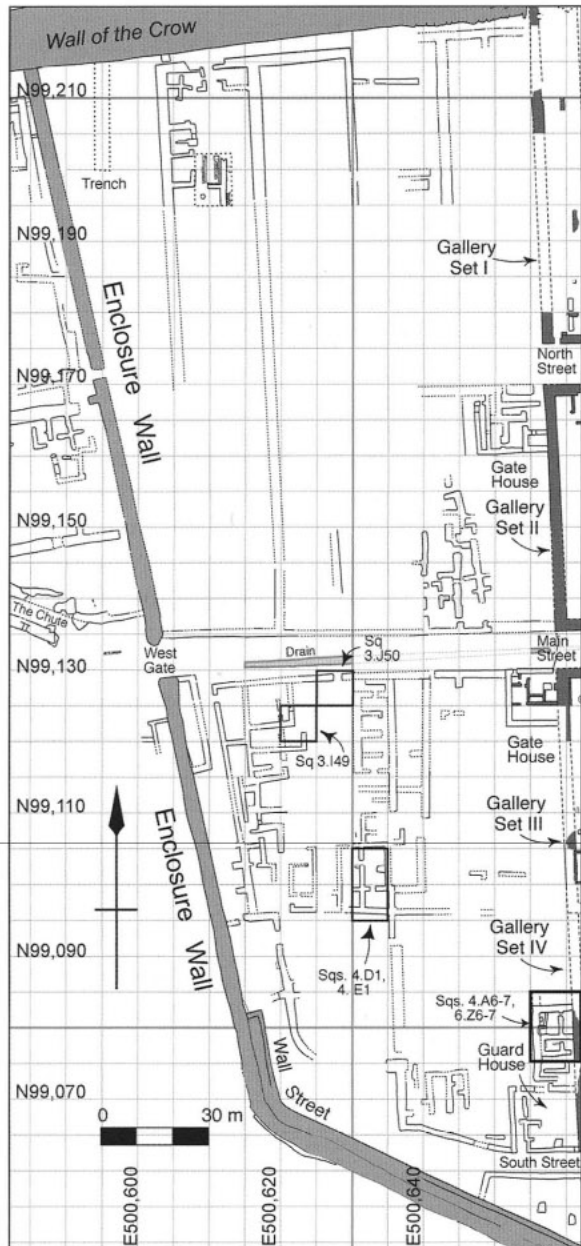 Wall of the Crow
N99,210
Trench
N99,190
Gallery
Set I
Enclosure Wall
North
Street
N99,170
Gate
House
Gallery
Set II
N99,150
The Chute
West
Gate
Drain
Sq
3.J50
Main
Street
N99,130
Sq 3.I49
Gate
House
N99,110
Gallery
Set III
Enclosure Wall
N99,090
Gallery
Set IV
Sqs. 4.D1,
4. E1
Sqs. 4.A6-7,
6.Z6-7
Guard
House
N99,070
Wall Street
0 30 m
South Street
E500,600
E500,620
E500,640